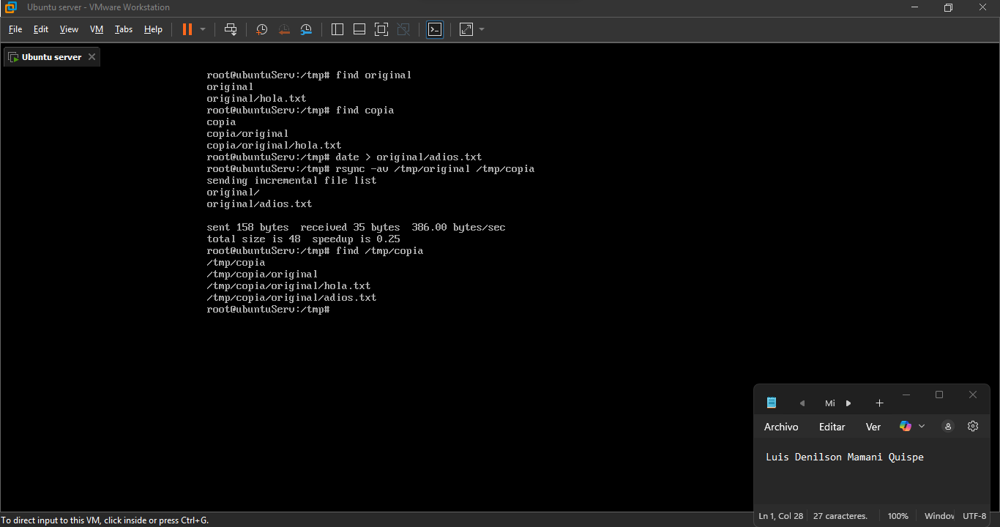 Ubuntu server - VMware Workstation
File Edit View VM Tabs Help
Ubuntu server
root@ubuntuServ:/tmp# find original
original
original/hola.txt
root@ubuntuServ:/tmp# find copia
copia
copia/original
copia/original/hola.txt
root@ubuntuServ:/tmp# date > original/adios.txt
root@ubuntuServ:/tmp# rsync -av /tmp/original /tmp/copia
sending incremental file list
original/
original/adios.txt
sent 158 bytes  received 35 bytes  386.00 bytes/sec
total size is 48  speedup is 0.25
root@ubuntuServ:/tmp# find /tmp/copia
/tmp/copia
/tmp/copia/original
/tmp/copia/original/hola.txt
/tmp/copia/original/adios.txt
root@ubuntuServ:/tmp#
Mi
Archivo Editar Ver
Luis Denilson Mamani Quispe
Ln 1, Col 28 27 caracteres. 100% Window UTF-8
To direct input to this VM, click inside or press Ctrl+G.